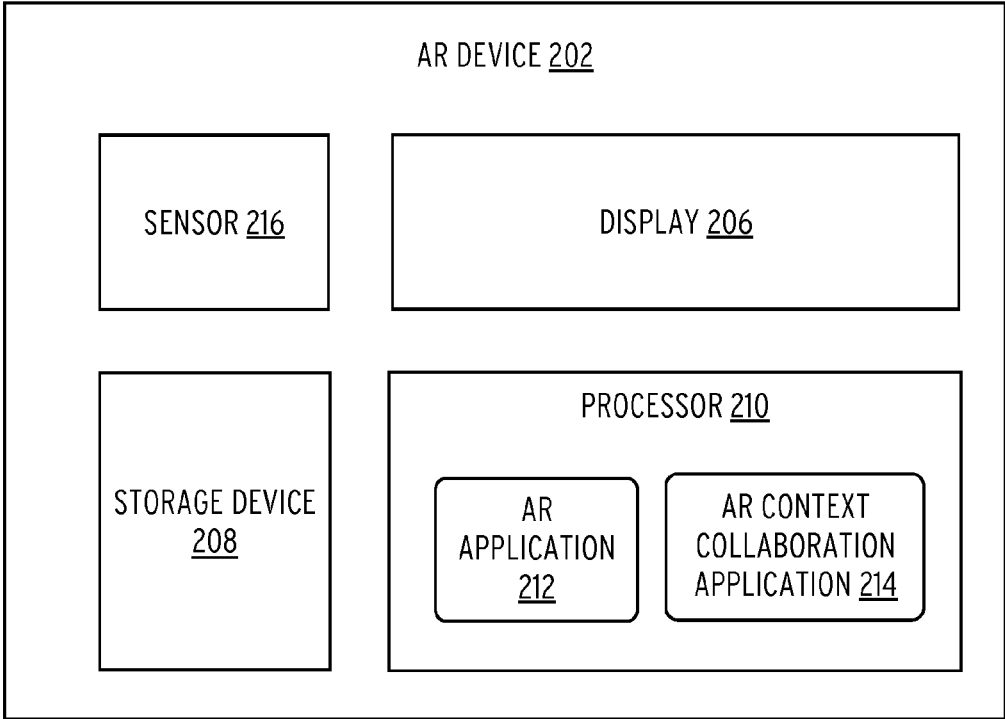 AR DEVICE 202
SENSOR 216
DISPLAY 206
STORAGE DEVICE
208
PROCESSOR 210
AR
APPLICATION
212
AR CONTEXT
COLLABORATION
APPLICATION 214